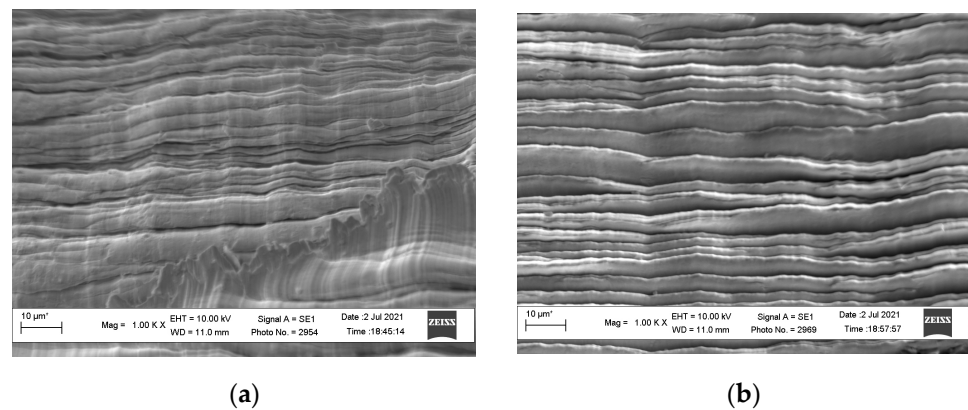 10 µm* Mag = 1.00 K X EHT = 10.00 kV Signal A = SE1 Date :2 Jul 2021
WD = 11.0 mm Photo No. = 2954 Time :18:45:14
ZEISS
10 µm* Mag = 1.00 K X EHT = 10.00 kV Signal A = SE1 Date :2 Jul 2021
WD = 11.0 mm Photo No. = 2969 Time :18:57:57
ZEISS
(a)
(b)